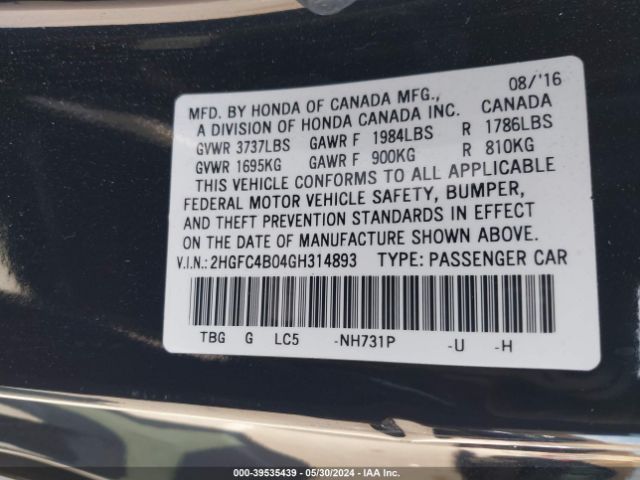 08/'16
MFD. BY HONDA OF CANADA MFG.,
A DIVISION OF HONDA CANADA INC. CANADA
GVWR 3737LBS GAWR F 1984LBS R 1786LBS
GVWR 1695KG GAWR F 900KG R 810KG
THIS VEHICLE CONFORMS TO ALL APPLICABLE
FEDERAL MOTOR VEHICLE SAFETY, BUMPER,
AND THEFT PREVENTION STANDARDS IN EFFECT
ON THE DATE OF MANUFACTURE SHOWN ABOVE.
V.I.N.: 2HGFC4B04GH314893 TYPE: PASSENGER CAR
TBG G LC5 -NH731P -U -H
000-39535439 - 05/30/2024 - IAA Inc.